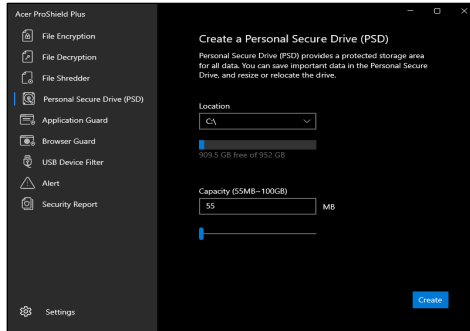 Acer ProShield Plus
File Encryption
File Decryption
File Shredder
Personal Secure Drive (PSD)
Application Guard
Browser Guard
USB Device Filter
Alert
Security Report
Settings
Create a Personal Secure Drive (PSD)
Personal Secure Drive (PSD) provides a protected storage area
for all data. You can save important data in the Personal Secure
Drive, and resize or relocate the drive.
Location
C:\
909.5 GB free of 952 GB
Capacity (55MB~100GB)
55 MB
Create